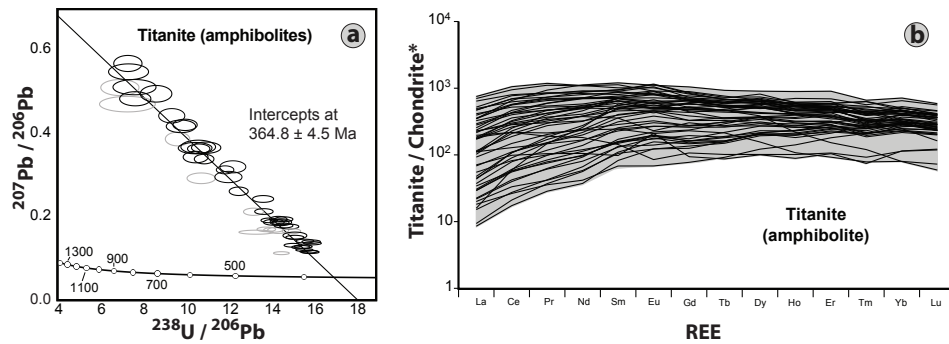 Titanite (amphibolites)
a
Intercepts at
364.8 ± 4.5 Ma
207Pb / 206Pb
0.6
0.4
0.2
0.0
1300
1100
900
700
500
4 6 8 10 12 14 16 18
238U / 206Pb
b
Titanite / Chondrite*
10⁴
10³
10²
10
1
Titanite
(amphibolite)
La Ce Pr Nd Sm Eu Gd Tb Dy Ho Er Tm Yb Lu
REE